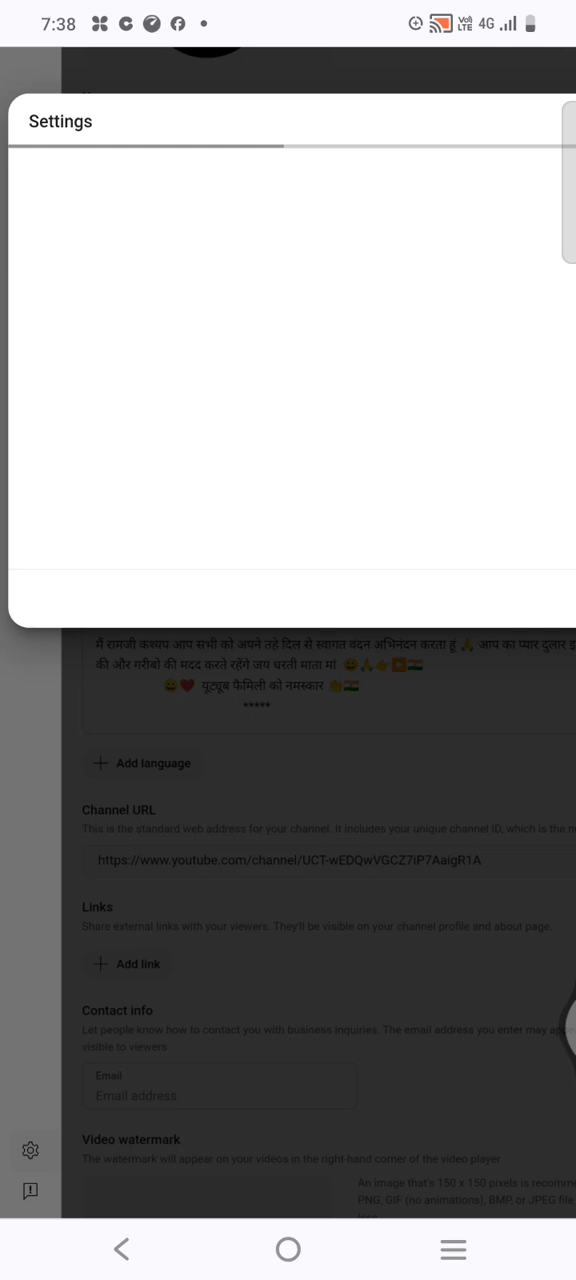 7:38
Vo) LTE 4G
Settings
मैं रामजी कश्यप आप सभी को अपने तहे दिल से स्वागत वंदन अभिनंदन करता हूं 🙏 आप का प्यार दुलार
की और गरीबो की मदद करते रहेंगे जय धरती माता मां 😀🙏👉▶️🇮🇳
😀❤️ यूट्यूब फैमिली को नमस्कार 👏🇮🇳
*****
Add language
Channel URL
This is the standard web address for your channel. It includes your unique channel ID, which is the
https://www.youtube.com/channel/UCT-wEDQwVGCZ7iP7AaigR1A
Links
Share external links with your viewers. They'll be visible on your channel profile and about page.
Add link
Contact info
Let people know how to contact you with business inquiries. The email address you enter may
visible to viewers
Email
Email address
Video watermark
The watermark will appear on your videos in the right-hand corner of the video player
An image that's 150 x 150 pixels is
PNG, GIF (no animations), BMP, or JPEG file